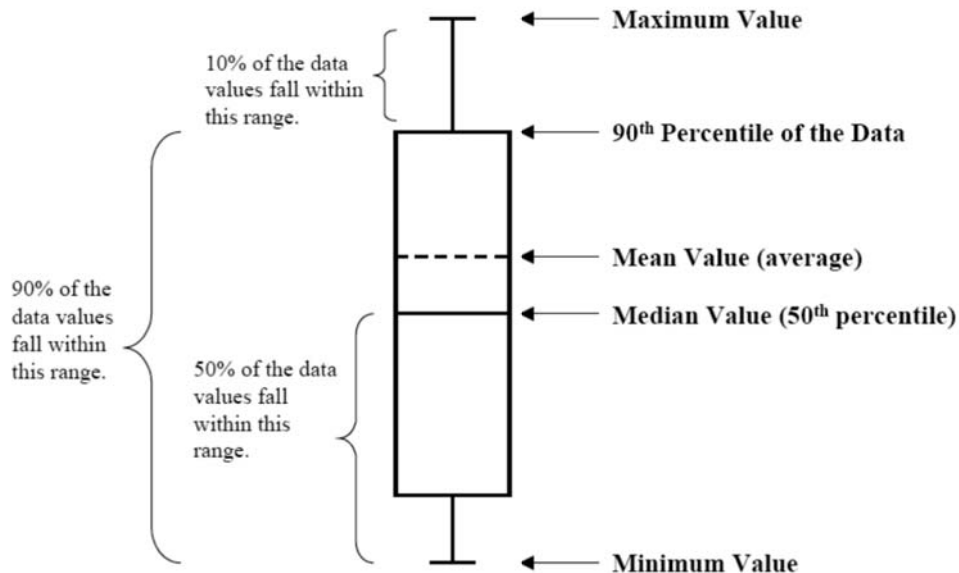 Maximum Value
10% of the data
values fall within
this range.
90th Percentile of the Data
Mean Value (average)
90% of the
data values
fall within
this range.
Median Value (50th percentile)
50% of the data
values fall
within this
range.
Minimum Value